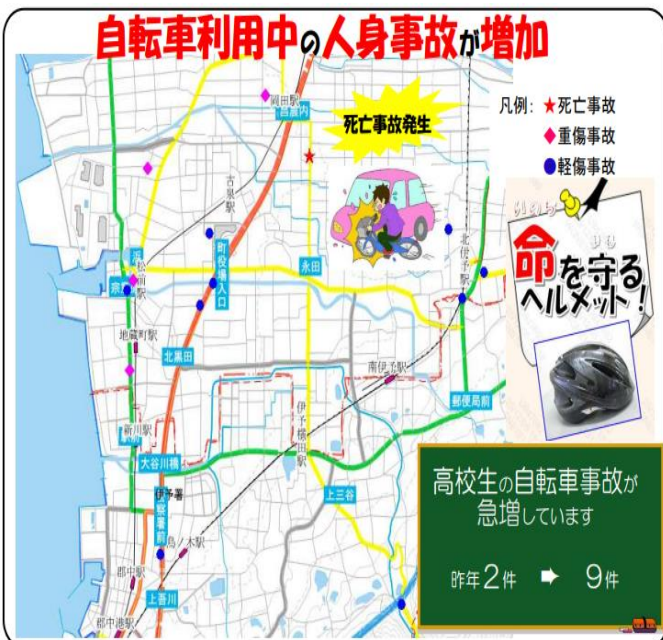 自転車利用中の人身事故が増加
凡例：★死亡事故
◆重傷事故
●軽傷事故
死亡事故発生
岡田駅
古泉駅
町役場入口
永田
北伊予駅
松前駅
地蔵町駅
北黒田
南伊予駅
郵便局前
新川駅
伊予横田駅
大谷川橋
上三谷
伊予署
鳥ノ木駅
郡中駅
上吾川
郡中港駅
命を守る
ヘルメット！
高校生の自転車事故が
急増しています
昨年2件 ➡ 9件